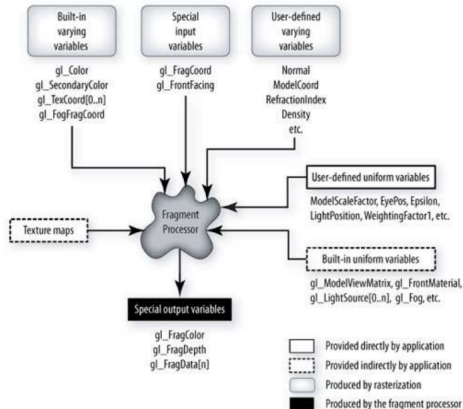 Built-in
varying
variables
Special
input
variables
User-defined
varying
variables
gl_Color
gl_SecondaryColor
gl_TexCoord[0..n]
gl_FogFragCoord
gl_FragCoord
gl_FrontFacing
Normal
ModelCoord
RefractionIndex
Density
etc.
User-defined uniform variables
ModelScaleFactor, EyePos, Epsilon,
LightPosition, WeightingFactor1, etc.
Fragment
Processor
Texture maps
Built-in uniform variables
gl_ModelViewMatrix, gl_FrontMaterial,
gl_LightSource[0..n], gl_Fog, etc.
Special output variables
gl_FragColor
gl_FragDepth
gl_FragData[n]
Provided directly by application
Provided indirectly by application
Produced by rasterization
Produced by the fragment processor